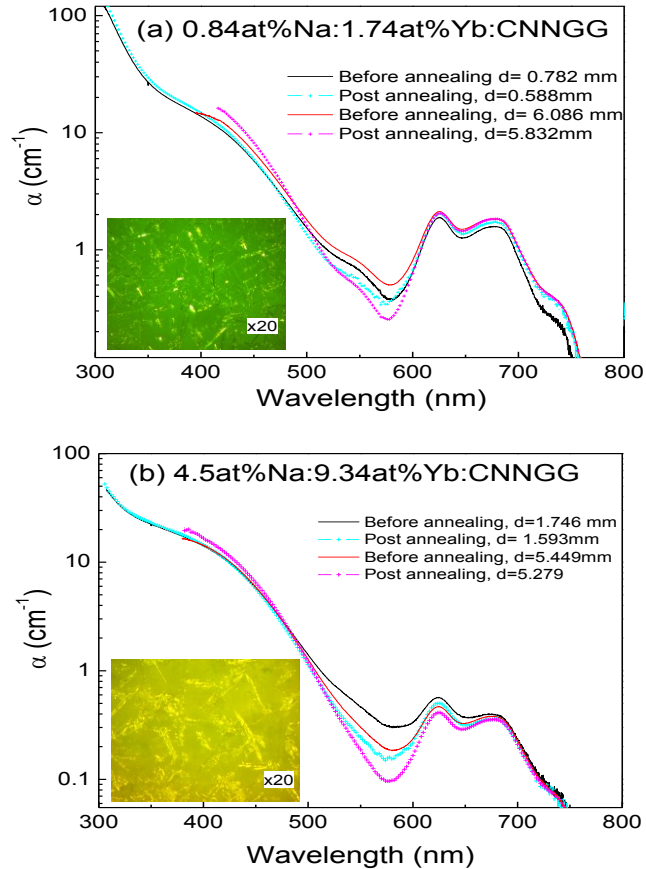 (a) 0.84at%Na:1.74at%Yb:CNNGG
100
10
1
α (cm-1)
Before annealing d= 0.782 mm
Post annealing, d=0.588mm
Before annealing, d= 6.086 mm
Post annealing, d=5.832mm
x20
300 400 500 600 700 800
Wavelength (nm)
(b) 4.5at%Na:9.34at%Yb:CNNGG
100
10
1
0.1
α (cm-1)
Before annealing, d=1.746 mm
Post annealing, d= 1.593mm
Before annealing, d=5.449mm
Post annealing, d=5.279
x20
300 400 500 600 700 800
Wavelength (nm)